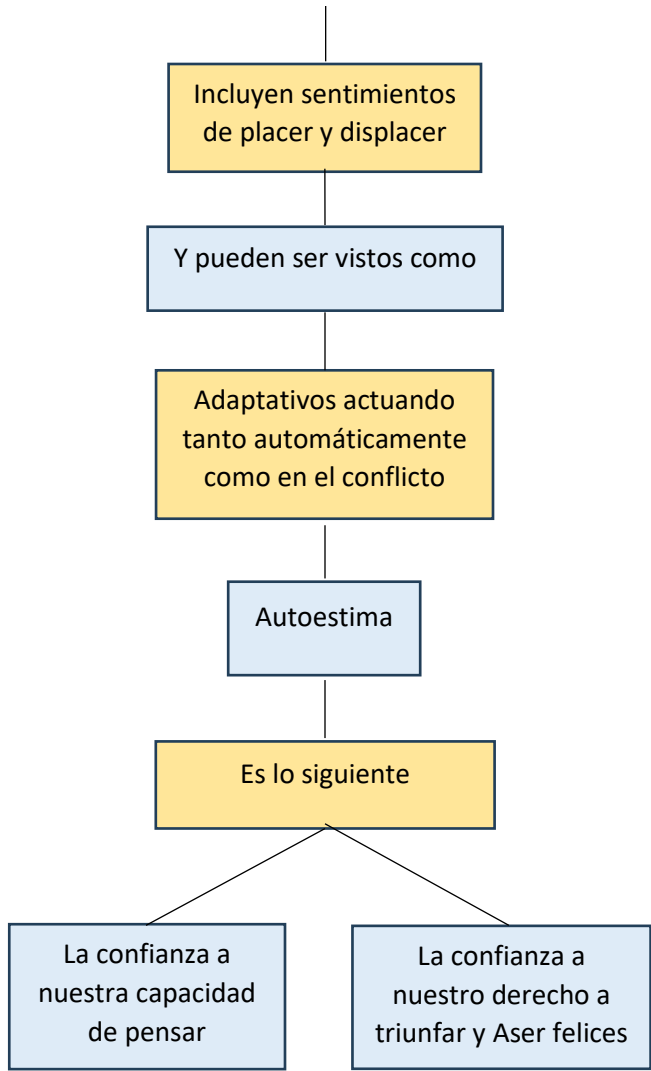 Incluyen sentimientos
de placer y displacer
Y pueden ser vistos como
Adaptativos actuando
tanto automáticamente
como en el conflicto
Autoestima
Es lo siguiente
La confianza a
nuestra capacidad
de pensar
La confianza a
nuestro derecho a
triunfar y Aser felices